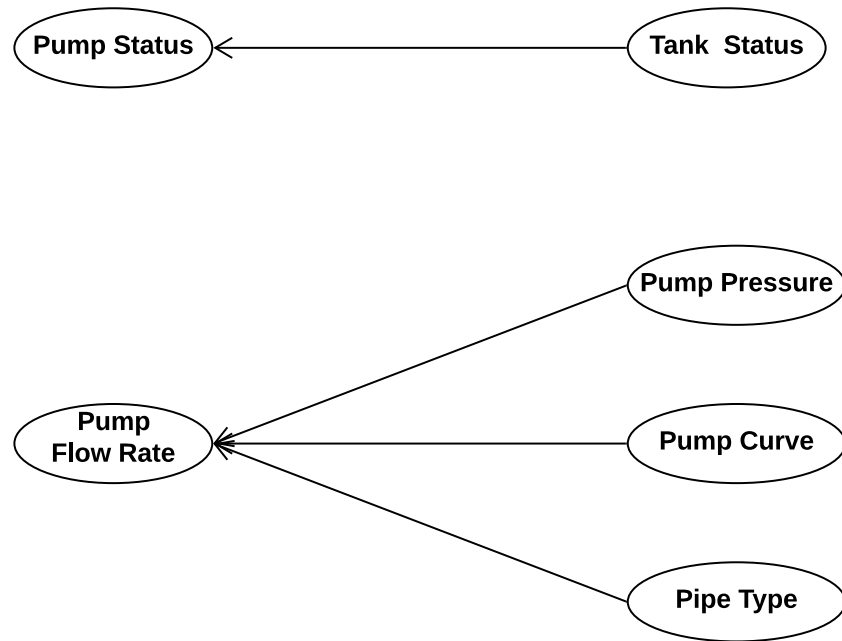 Pump Status
Tank Status
Pump Pressure
Pump
Flow Rate
Pump Curve
Pipe Type